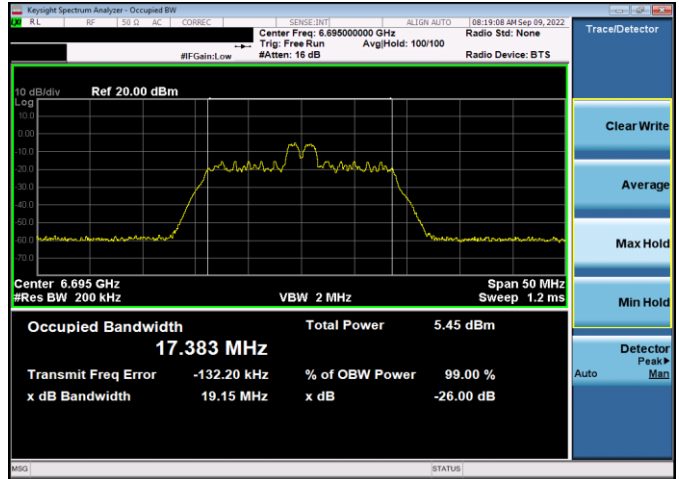 Keysight Spectrum Analyzer - Occupied BW
RL RF 50 Ω AC CORREC SENSE:INT ALIGN AUTO 08:19:08 AM Sep 09, 2022
Center Freq: 6.695000000 GHz Radio Std: None
Trig: Free Run Avg|Hold: 100/100
#IFGain:Low #Atten: 16 dB Radio Device: BTS
10 dB/div Ref 20.00 dBm
Log
10.0
0.00
-10.0
-20.0
-30.0
-40.0
-50.0
-60.0
-70.0
Center 6.695 GHz Span 50 MHz
#Res BW 200 kHz VBW 2 MHz Sweep 1.2 ms
Occupied Bandwidth Total Power 5.45 dBm
17.383 MHz
Transmit Freq Error -132.20 kHz % of OBW Power 99.00 %
x dB Bandwidth 19.15 MHz x dB -26.00 dB
MSG STATUS
Trace/Detector
Clear Write
Average
Max Hold
Min Hold
Detector
Peak▶
Auto Man